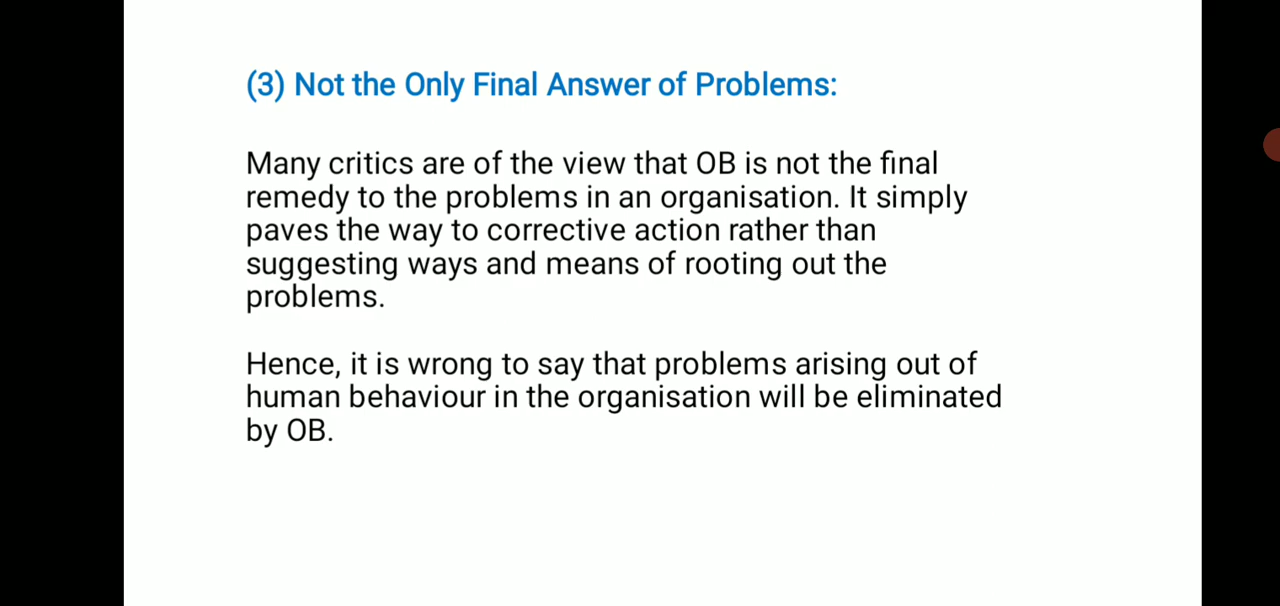 (3) Not the Only Final Answer of Problems:
Many critics are of the view that OB is not the final
remedy to the problems in an organisation. It simply
paves the way to corrective action rather than
suggesting ways and means of rooting out the
problems.
Hence, it is wrong to say that problems arising out of
human behaviour in the organisation will be eliminated
by OB.